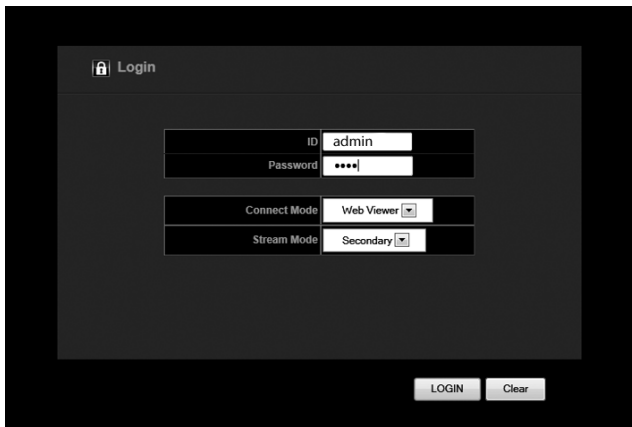 Login
ID admin
Password ••••
Connect Mode Web Viewer
Stream Mode Secondary
LOGIN Clear